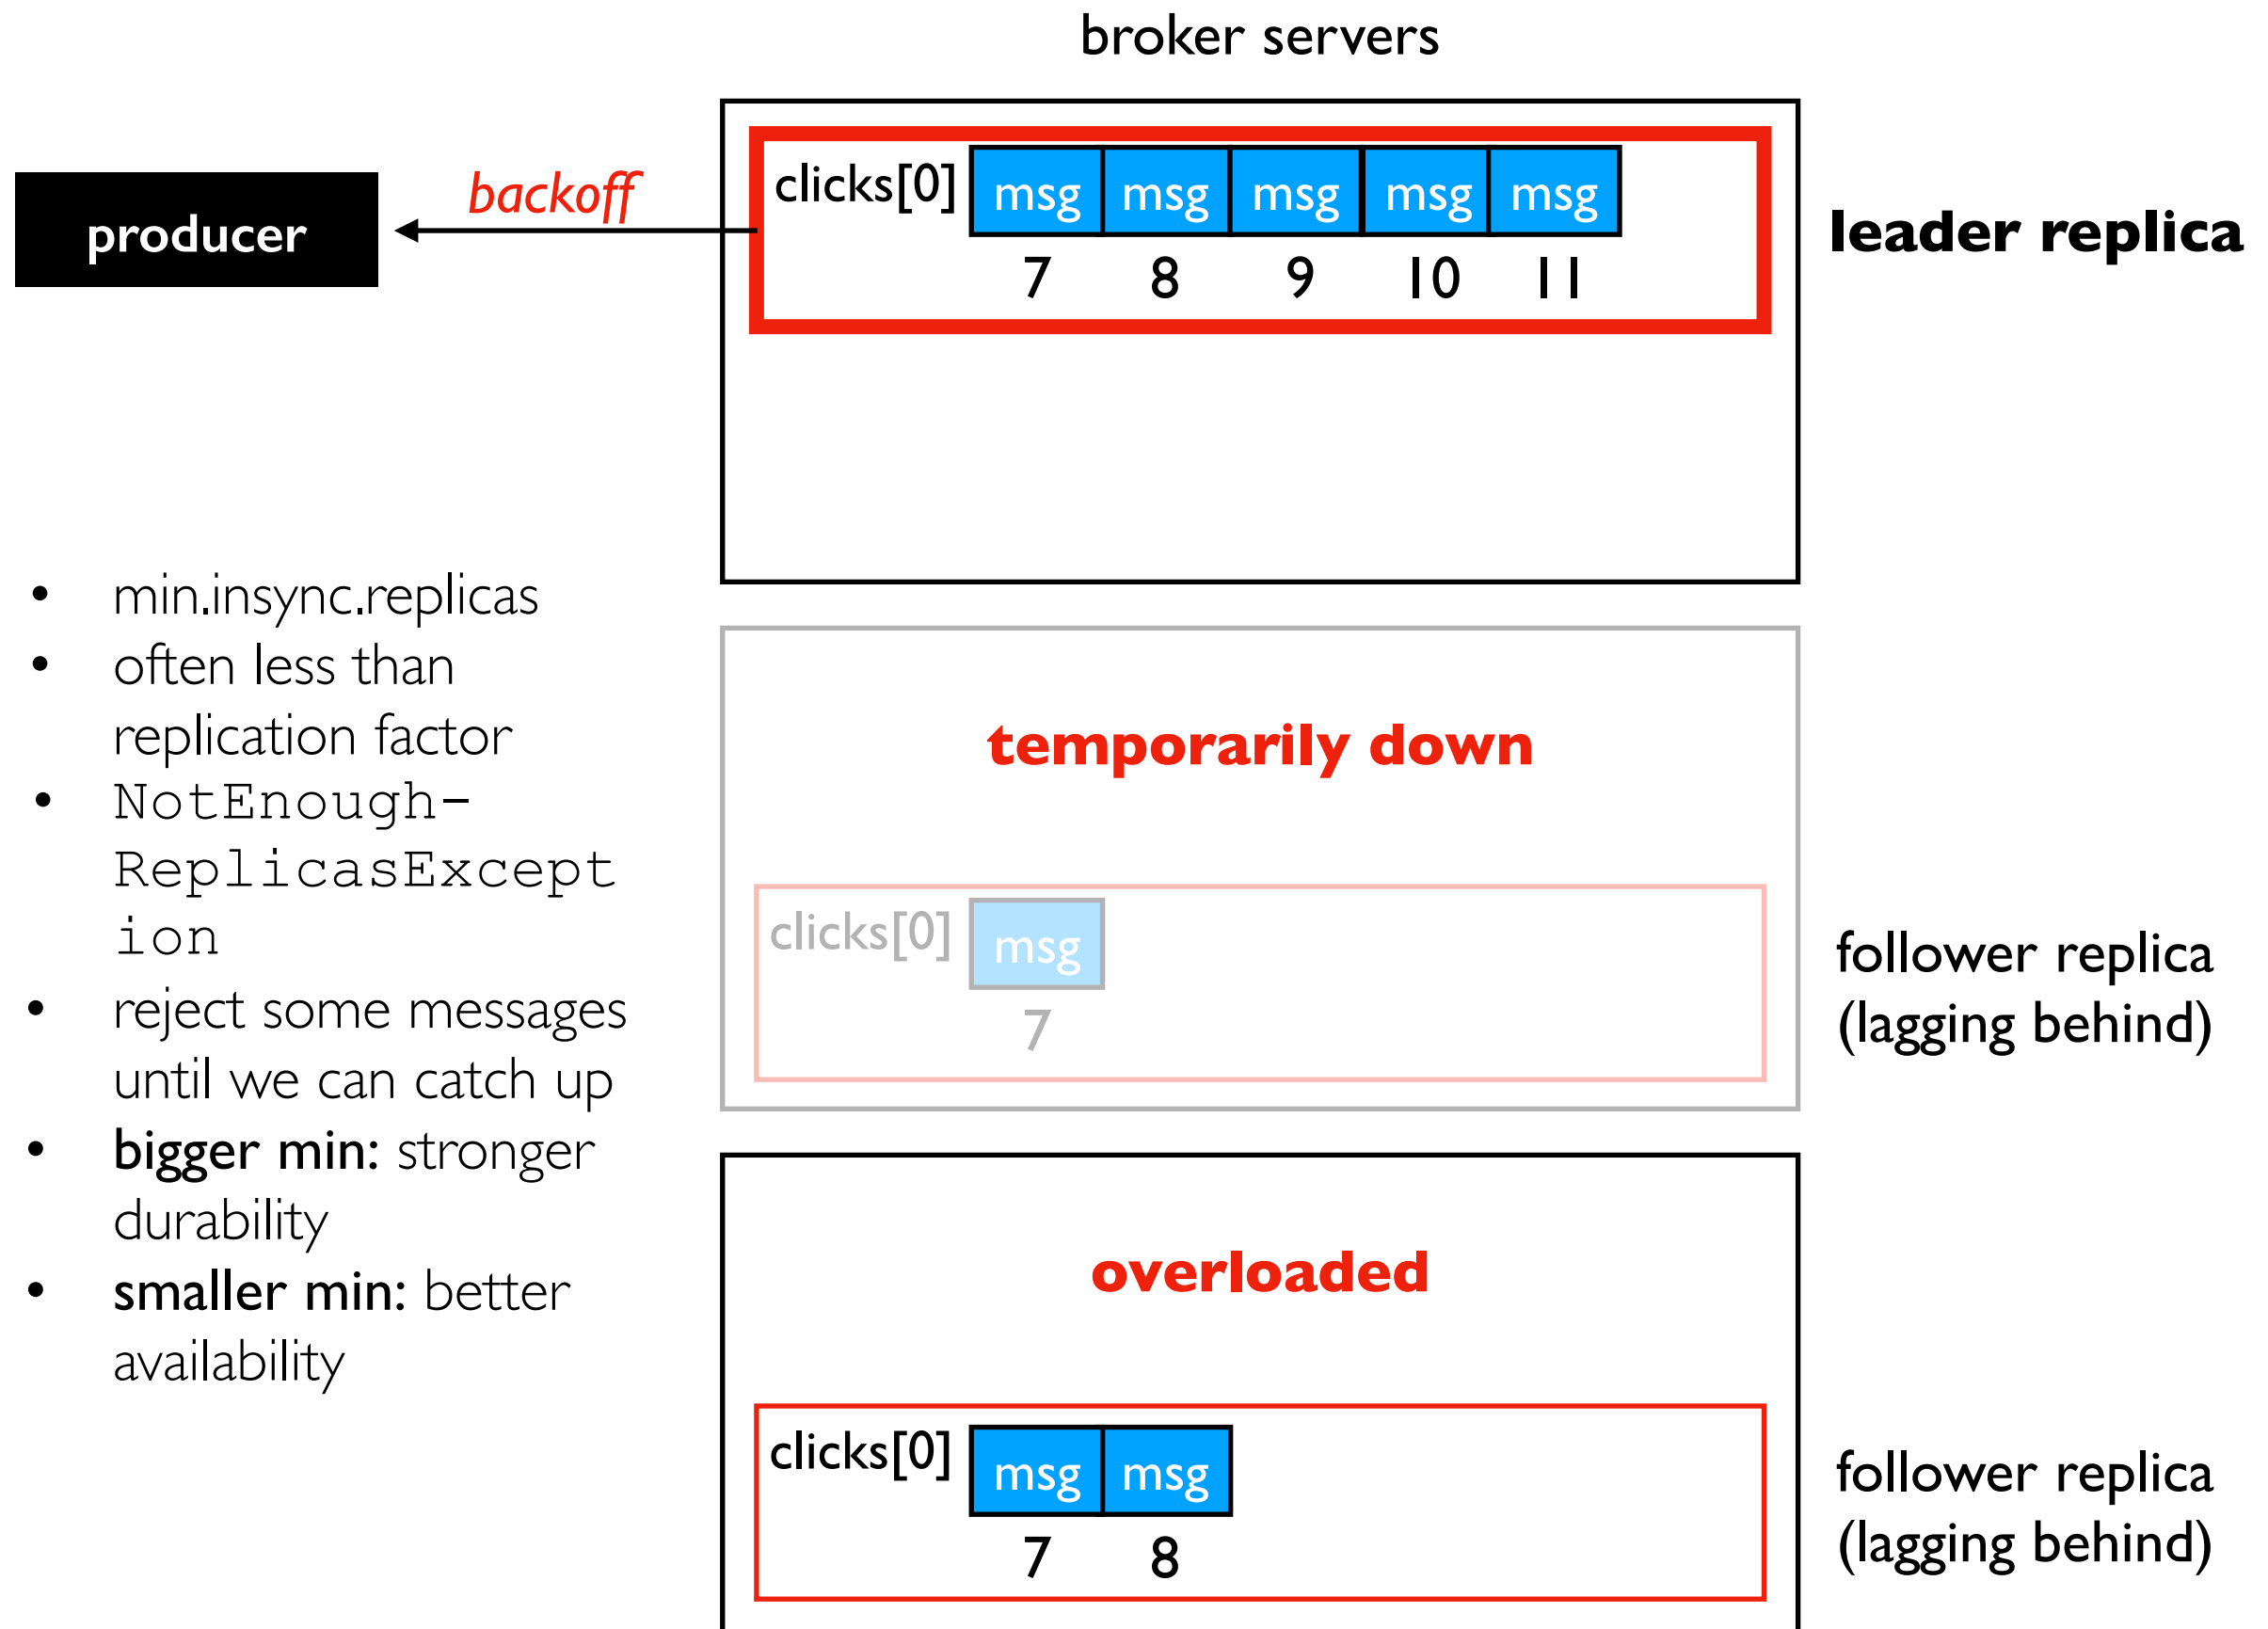 broker servers
producer
backoff
clicks[0] msg msg msg msg msg
7 8 9 10 11
leader replica
• min.insync.replicas
• often less than
replication factor
• NotEnough-
ReplicasExcept
ion
• reject some messages
until we can catch up
• bigger min: stronger
durability
• smaller min: better
availability
temporarily down
clicks[0] msg
7
follower replica
(lagging behind)
overloaded
clicks[0] msg msg
7 8
follower replica
(lagging behind)